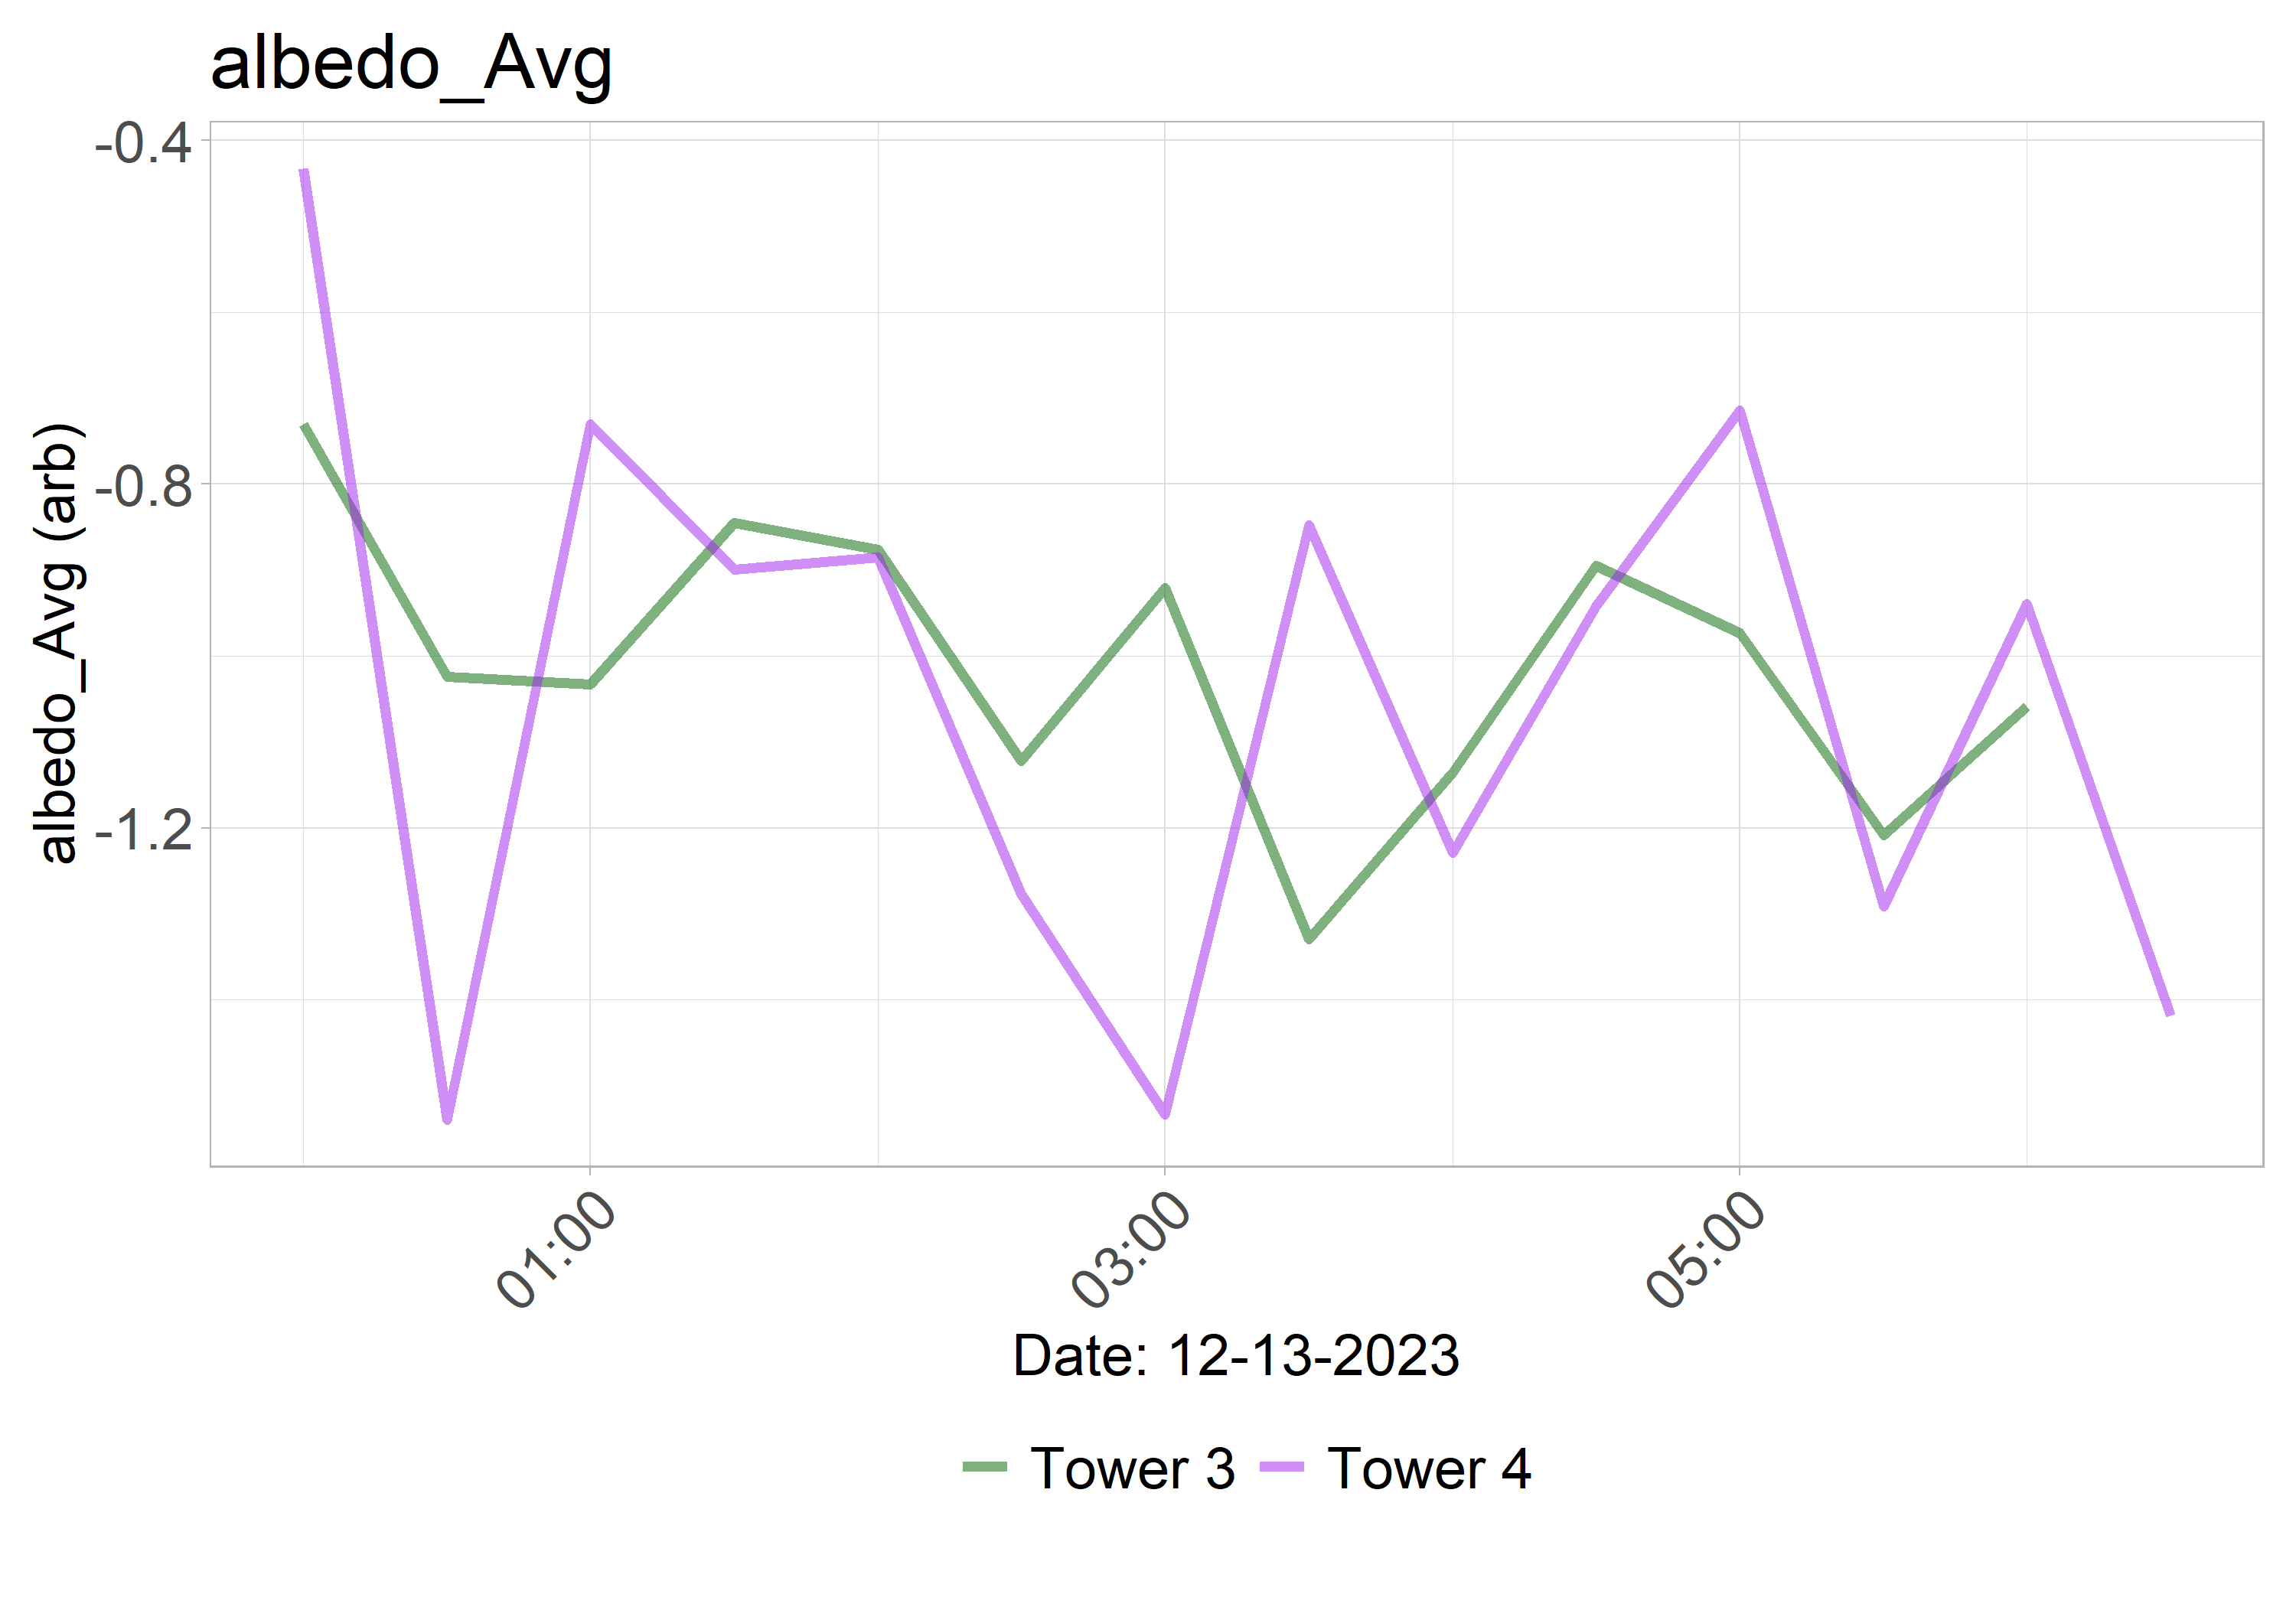 albedo_Avg
albedo_Avg (arb)
-0.4
-0.8
-1.2
01:00
03:00
05:00
Date: 12-13-2023
Tower 3
Tower 4